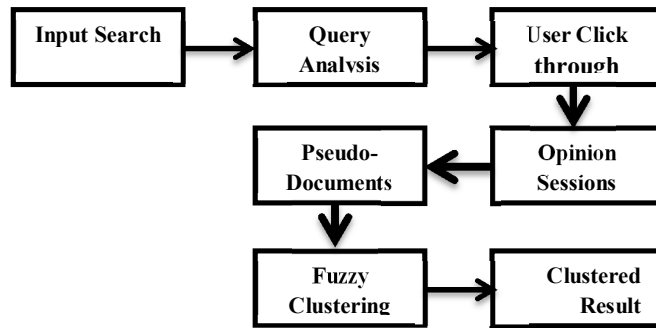 Input Search
Query
Analysis
User Click
through
Opinion
Sessions
Pseudo-
Documents
Fuzzy
Clustering
Clustered
Result